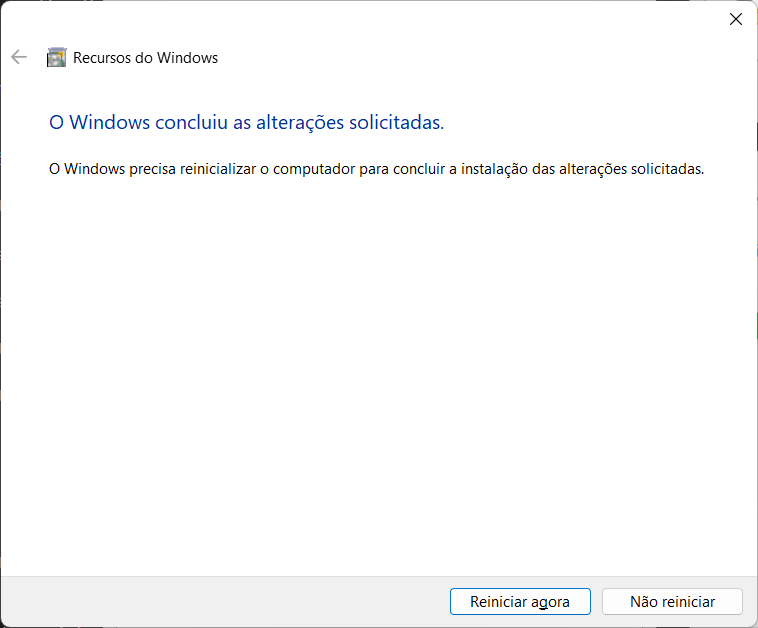 Recursos do Windows
O Windows concluiu as alterações solicitadas.
O Windows precisa reinicializar o computador para concluir a instalação das alterações solicitadas.
Reiniciar agora
Não reiniciar